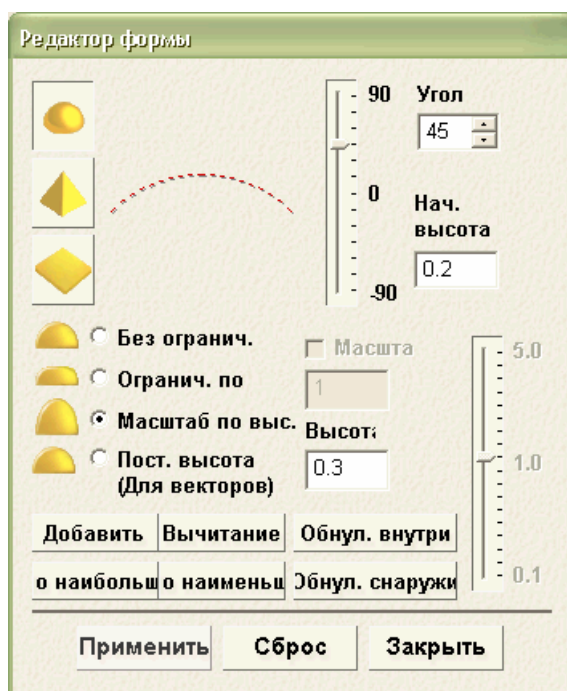 Редактор формы
90 Угол
45
0 Нач.
высота
0.2
-90
Без огранич.
Масшта
5.0
Огранич. по
1
Масштаб по выс.
Высота
Пост. высота
(Для векторов)
0.3
1.0
Добавить Вычитание Обнул. внутри
о наибольш о наименьш Обнул. снаружи
0.1
Применить Сброс Закрыть